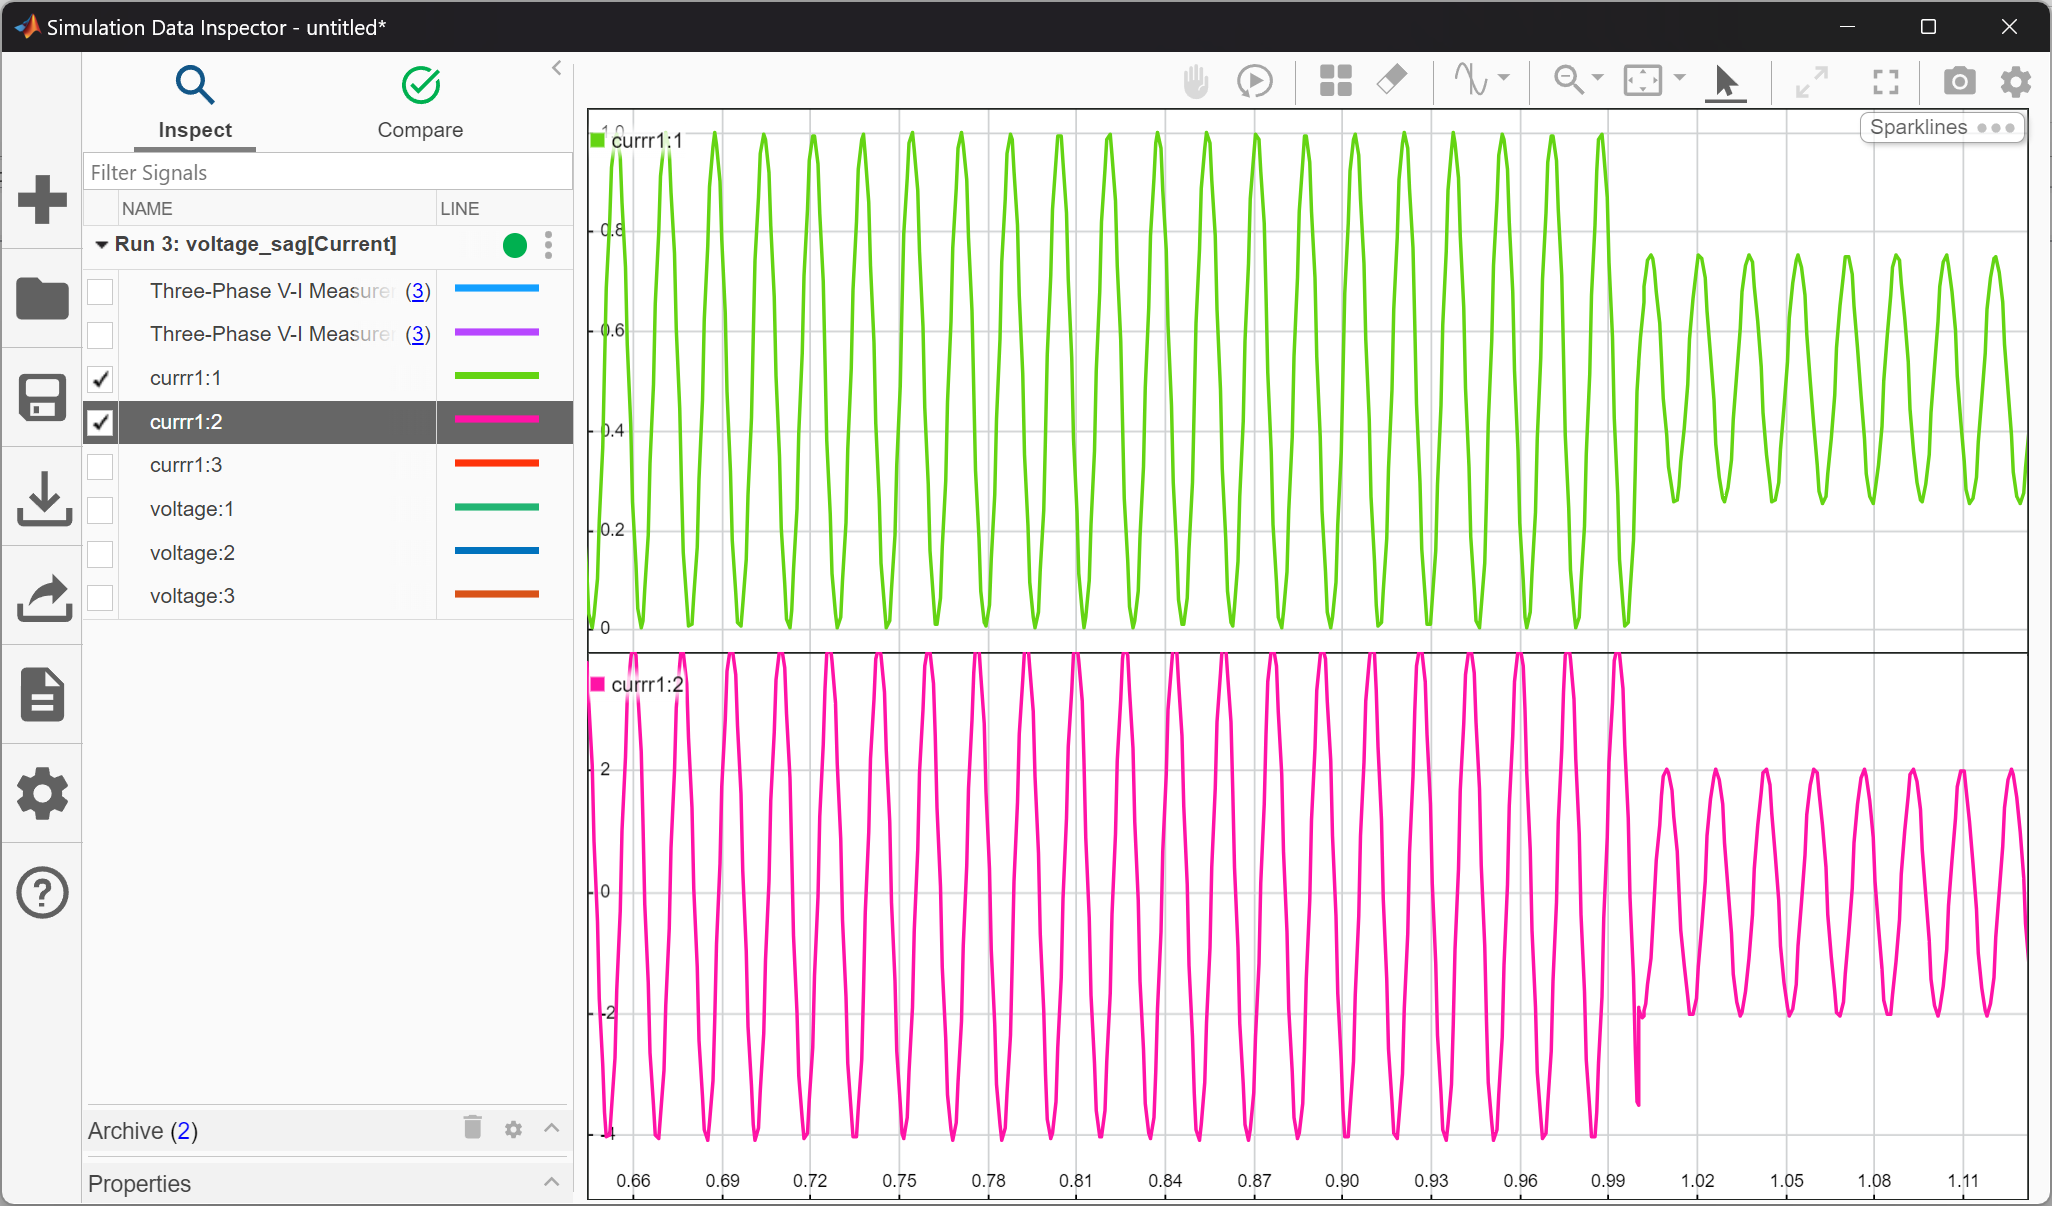 Simulation Data Inspector - untitled*
Inspect
Compare
Filter Signals
NAME LINE
Run 3: voltage_sag[Current]
Three-Phase V-I Measurer (3)
Three-Phase V-I Measurer (3)
currr1:1
currr1:2
currr1:3
voltage:1
voltage:2
voltage:3
Archive (2)
Properties
Sparklines
currr1:1
1.0
0.8
0.6
0.4
0.2
0
currr1:2
2
0
-2
-4
0.66 0.69 0.72 0.75 0.78 0.81 0.84 0.87 0.90 0.93 0.96 0.99 1.02 1.05 1.08 1.11